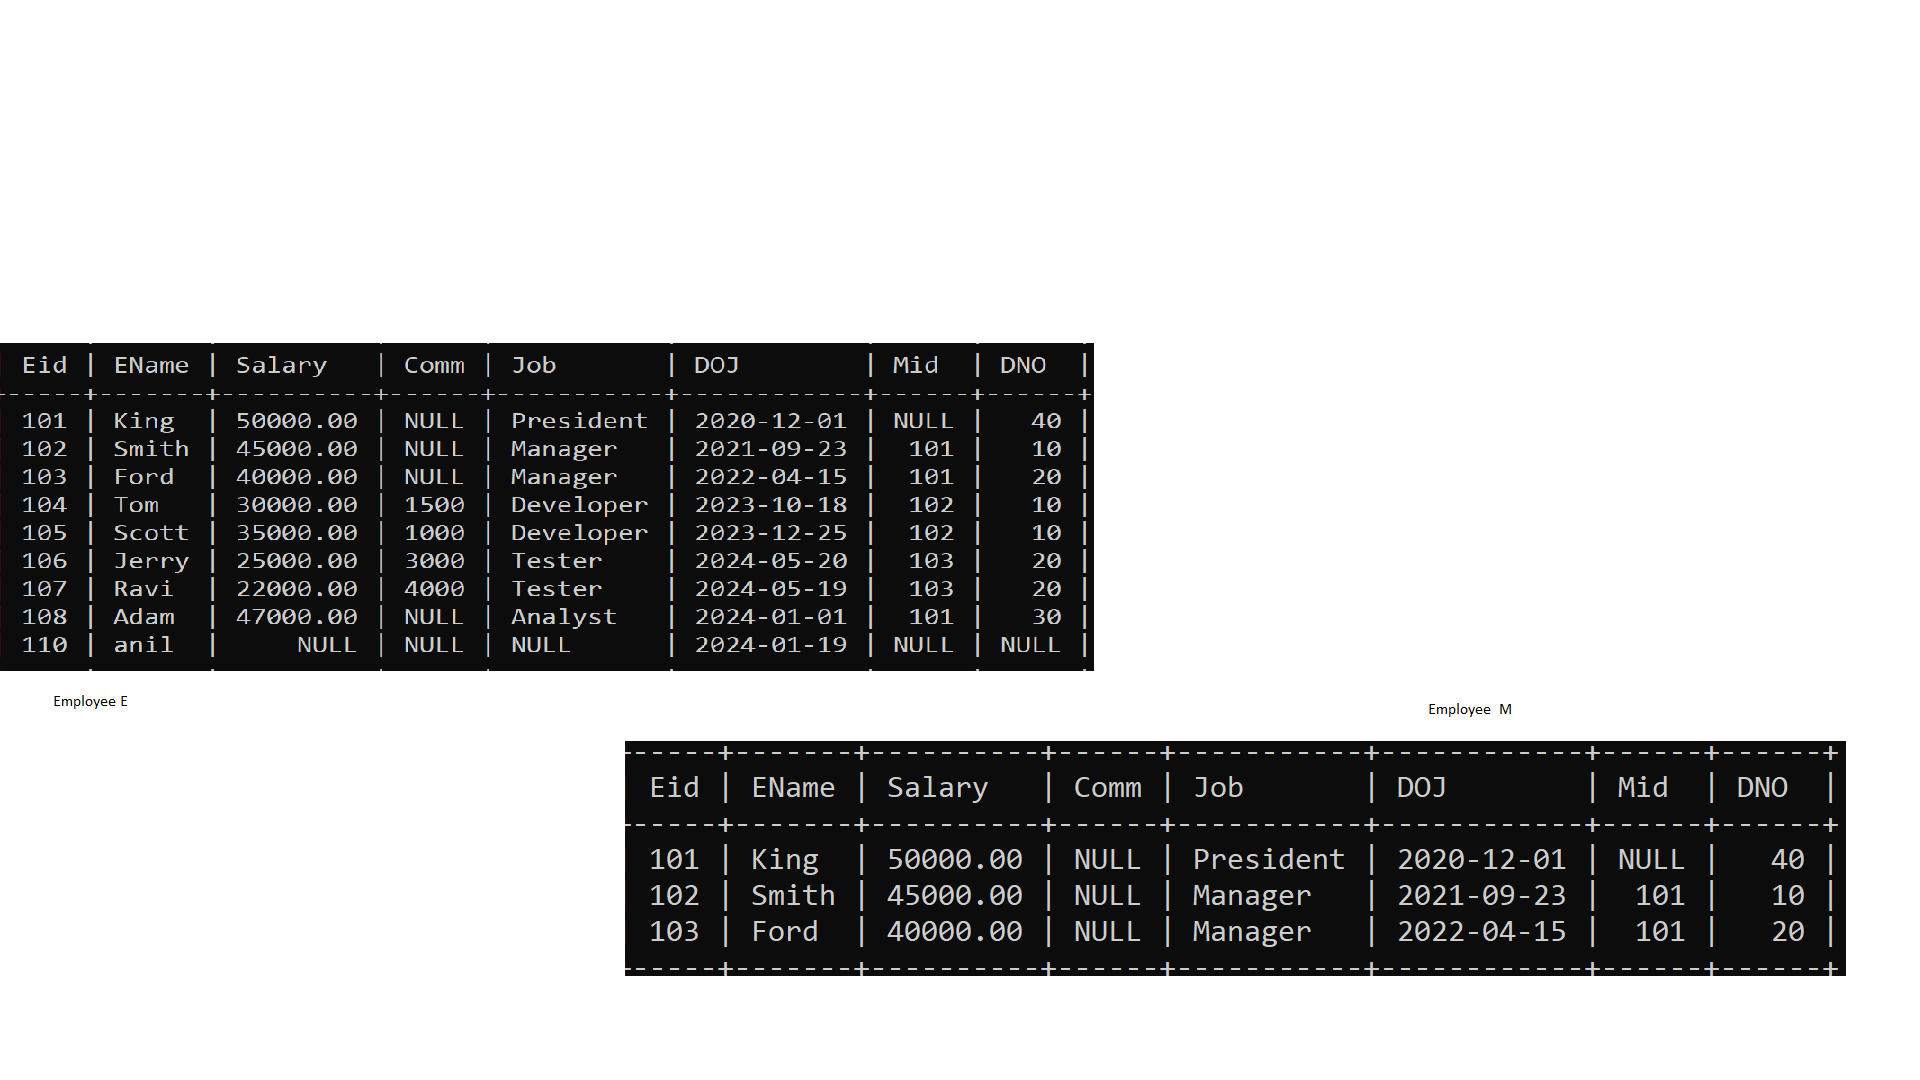 Eid | EName | Salary | Comm | Job | DOJ | Mid | DNO |
------+-------+----------+------+-----------+------------+------+------+
101 | King | 50000.00 | NULL | President | 2020-12-01 | NULL | 40 |
102 | Smith | 45000.00 | NULL | Manager | 2021-09-23 | 101 | 10 |
103 | Ford | 40000.00 | NULL | Manager | 2022-04-15 | 101 | 20 |
104 | Tom | 30000.00 | 1500 | Developer | 2023-10-18 | 102 | 10 |
105 | Scott | 35000.00 | 1000 | Developer | 2023-12-25 | 102 | 10 |
106 | Jerry | 25000.00 | 3000 | Tester | 2024-05-20 | 103 | 20 |
107 | Ravi | 22000.00 | 4000 | Tester | 2024-05-19 | 103 | 20 |
108 | Adam | 47000.00 | NULL | Analyst | 2024-01-01 | 101 | 30 |
110 | anil | NULL | NULL | NULL | 2024-01-19 | NULL | NULL |
Employee E
Employee M
------+-------+----------+------+-----------+------------+------+------+
Eid | EName | Salary | Comm | Job | DOJ | Mid | DNO |
------+-------+----------+------+-----------+------------+------+------+
101 | King | 50000.00 | NULL | President | 2020-12-01 | NULL | 40 |
102 | Smith | 45000.00 | NULL | Manager | 2021-09-23 | 101 | 10 |
103 | Ford | 40000.00 | NULL | Manager | 2022-04-15 | 101 | 20 |
------+-------+----------+------+-----------+------------+------+------+